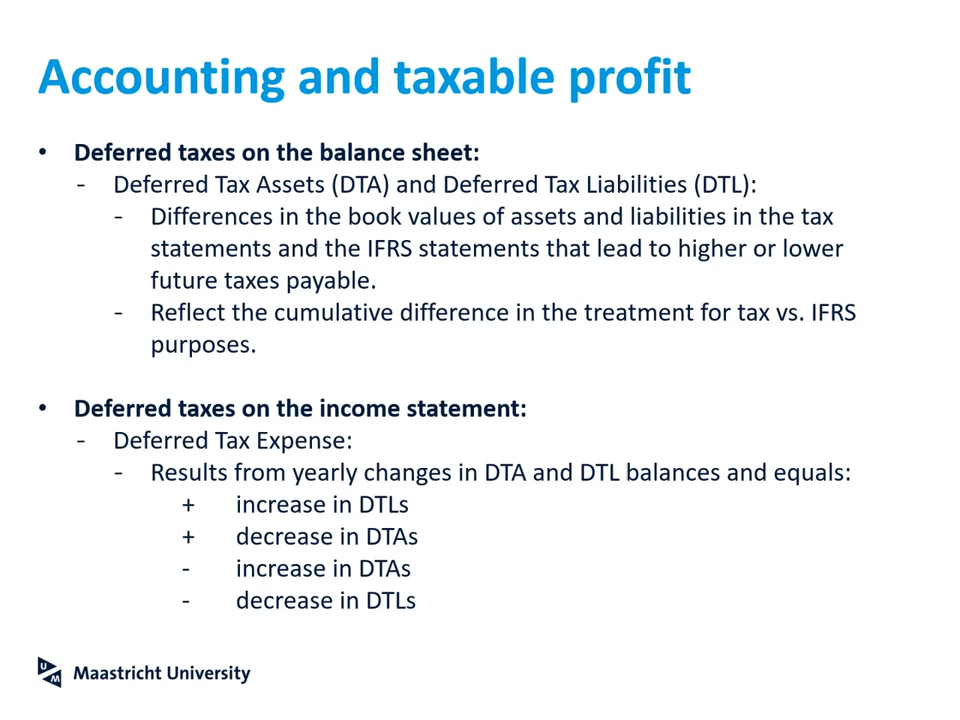 Accounting and taxable profit
• Deferred taxes on the balance sheet:
- Deferred Tax Assets (DTA) and Deferred Tax Liabilities (DTL):
- Differences in the book values of assets and liabilities in the tax
statements and the IFRS statements that lead to higher or lower
future taxes payable.
- Reflect the cumulative difference in the treatment for tax vs. IFRS
purposes.
• Deferred taxes on the income statement:
- Deferred Tax Expense:
- Results from yearly changes in DTA and DTL balances and equals:
+ increase in DTLs
+ decrease in DTAs
- increase in DTAs
- decrease in DTLs
UM Maastricht University